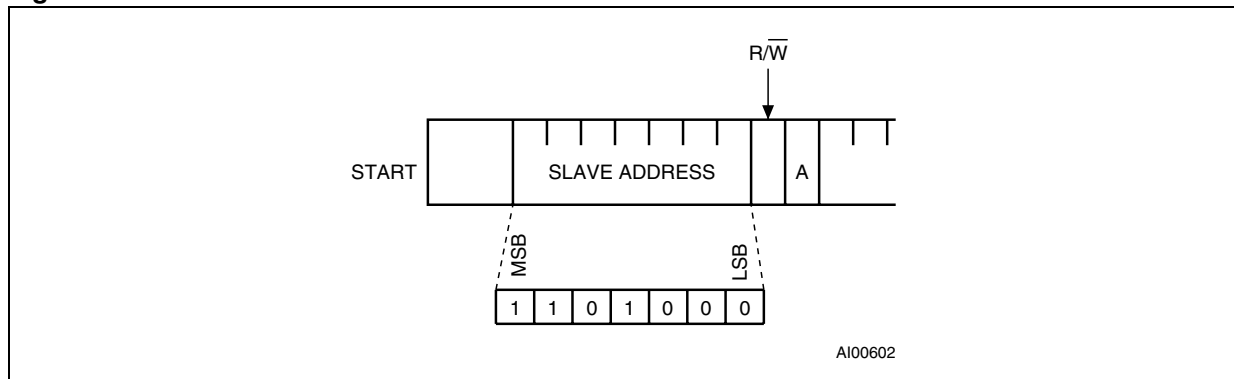 R/W̅
START
SLAVE ADDRESS
A
MSB
LSB
1 1 0 1 0 0 0
AI00602